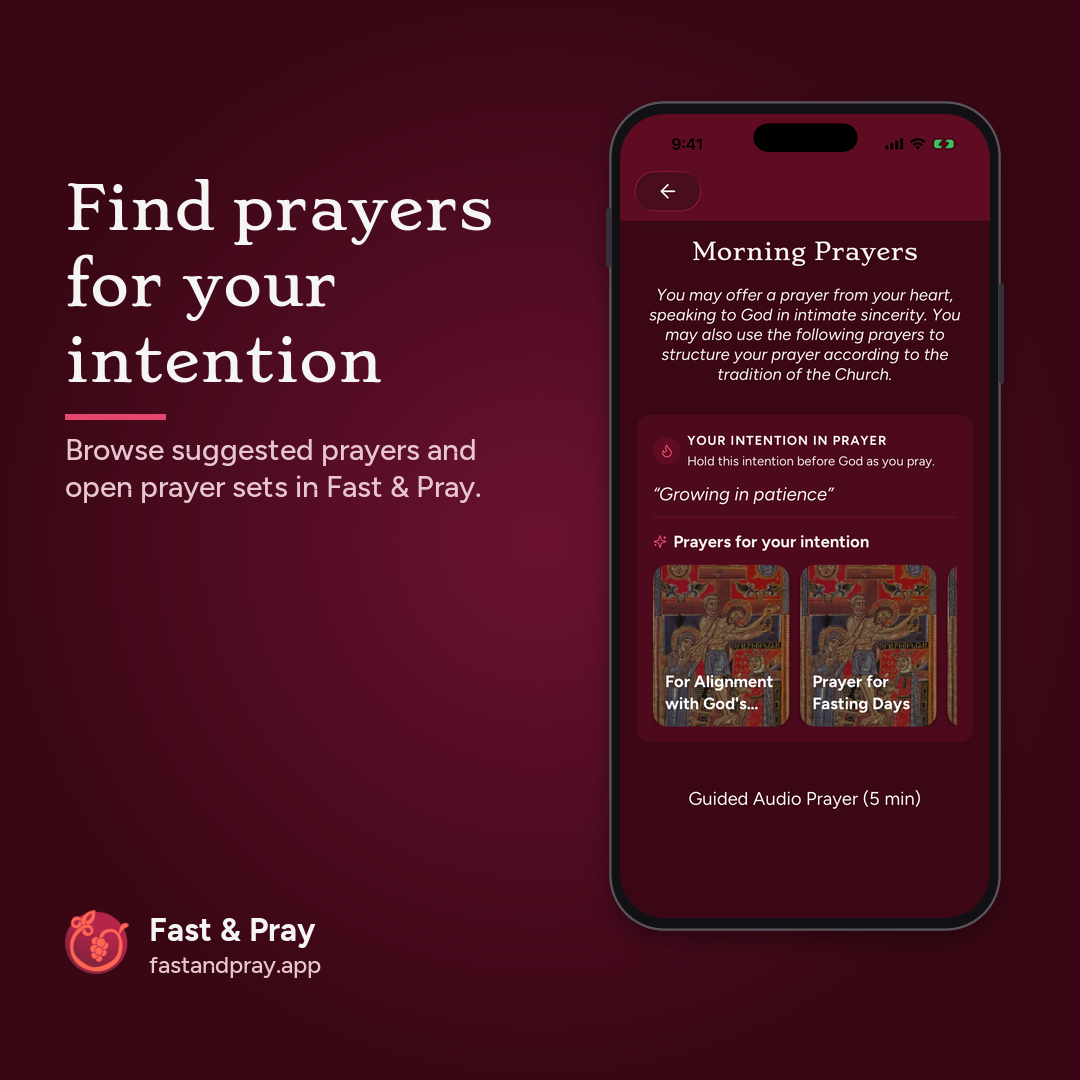 Find prayers
for your
intention
Browse suggested prayers and
open prayer sets in Fast & Pray.
Fast & Pray
fastandpray.app
9:41
Morning Prayers
You may offer a prayer from your heart,
speaking to God in intimate sincerity. You
may also use the following prayers to
structure your prayer according to the
tradition of the Church.
YOUR INTENTION IN PRAYER
Hold this intention before God as you pray.
“Growing in patience”
Prayers for your intention
For Alignment
with God's...
Prayer for
Fasting Days
Guided Audio Prayer (5 min)